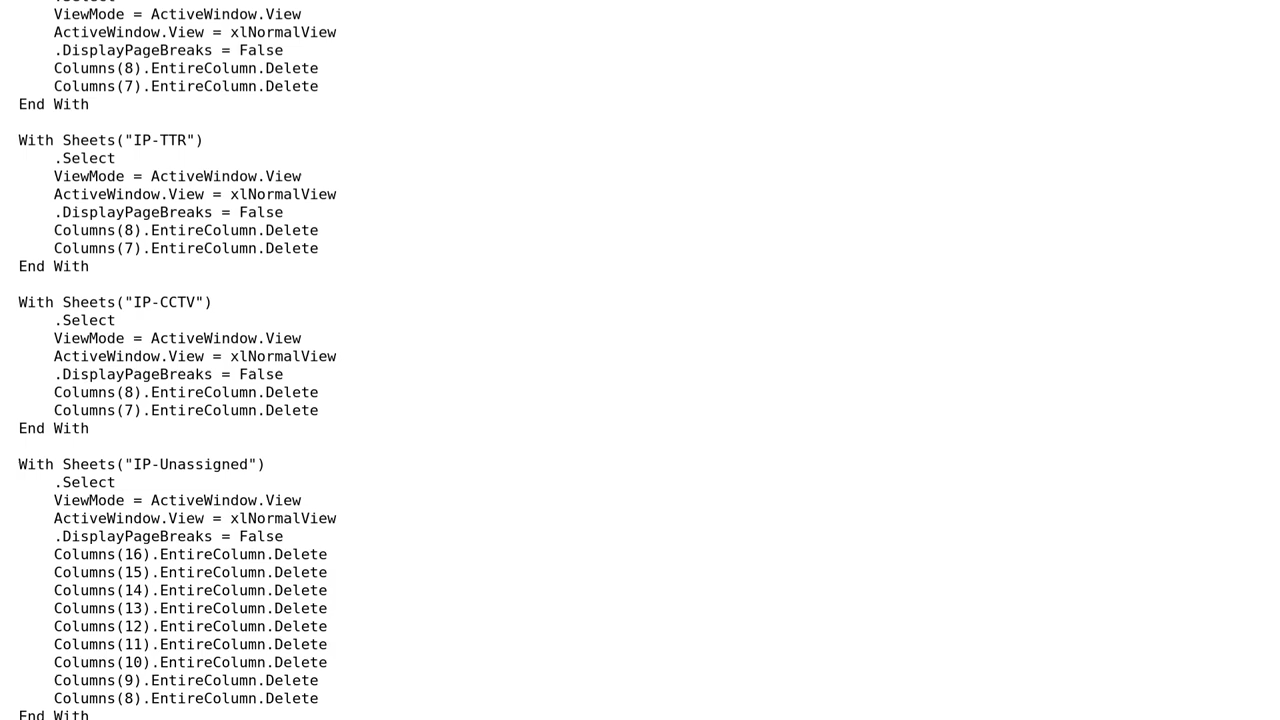 .Select
ViewMode = ActiveWindow.View
ActiveWindow.View = xlNormalView
.DisplayPageBreaks = False
Columns(8).EntireColumn.Delete
Columns(7).EntireColumn.Delete
End With
With Sheets("IP-TTR")
.Select
ViewMode = ActiveWindow.View
ActiveWindow.View = xlNormalView
.DisplayPageBreaks = False
Columns(8).EntireColumn.Delete
Columns(7).EntireColumn.Delete
End With
With Sheets("IP-CCTV")
.Select
ViewMode = ActiveWindow.View
ActiveWindow.View = xlNormalView
.DisplayPageBreaks = False
Columns(8).EntireColumn.Delete
Columns(7).EntireColumn.Delete
End With
With Sheets("IP-Unassigned")
.Select
ViewMode = ActiveWindow.View
ActiveWindow.View = xlNormalView
.DisplayPageBreaks = False
Columns(16).EntireColumn.Delete
Columns(15).EntireColumn.Delete
Columns(14).EntireColumn.Delete
Columns(13).EntireColumn.Delete
Columns(12).EntireColumn.Delete
Columns(11).EntireColumn.Delete
Columns(10).EntireColumn.Delete
Columns(9).EntireColumn.Delete
Columns(8).EntireColumn.Delete
End With